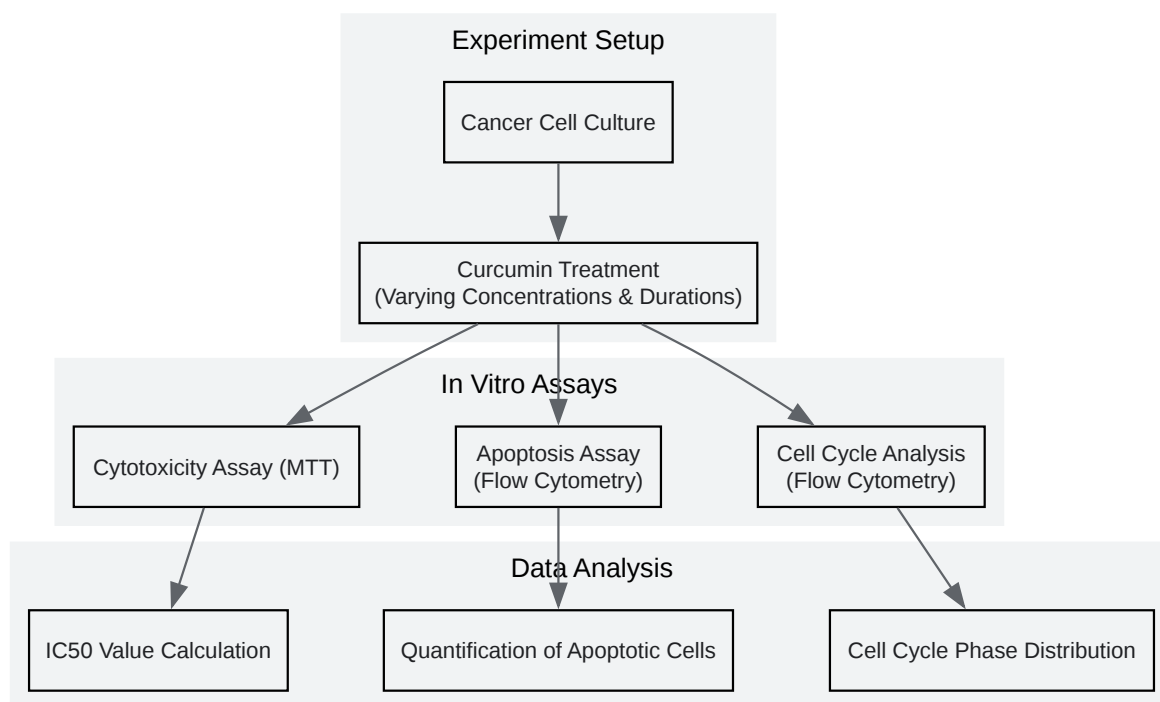 Experiment Setup
Cancer Cell Culture
Curcumin Treatment
(Varying Concentrations & Durations)
In Vitro Assays
Cytotoxicity Assay (MTT)
Apoptosis Assay
(Flow Cytometry)
Cell Cycle Analysis
(Flow Cytometry)
Data Analysis
IC50 Value Calculation
Quantification of Apoptotic Cells
Cell Cycle Phase Distribution